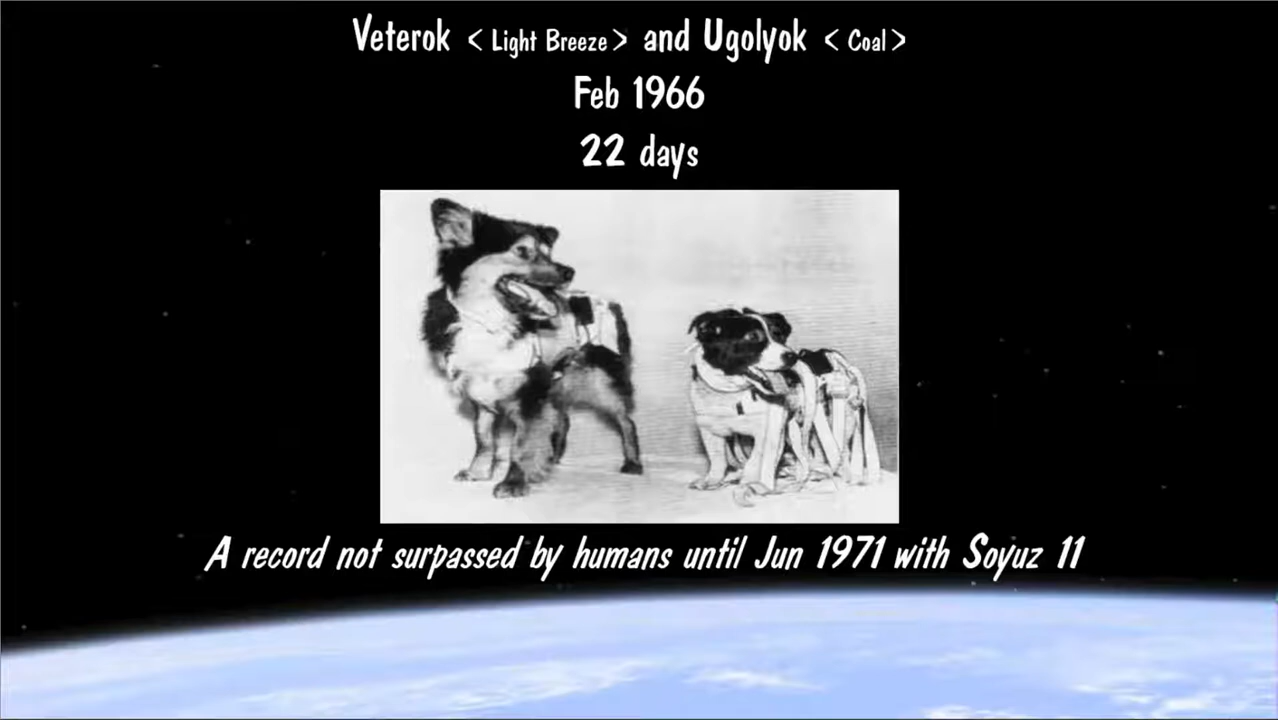 Veterok < Light Breeze > and Ugolyok < Coal >
Feb 1966
22 days
A record not surpassed by humans until Jun 1971 with Soyuz 11